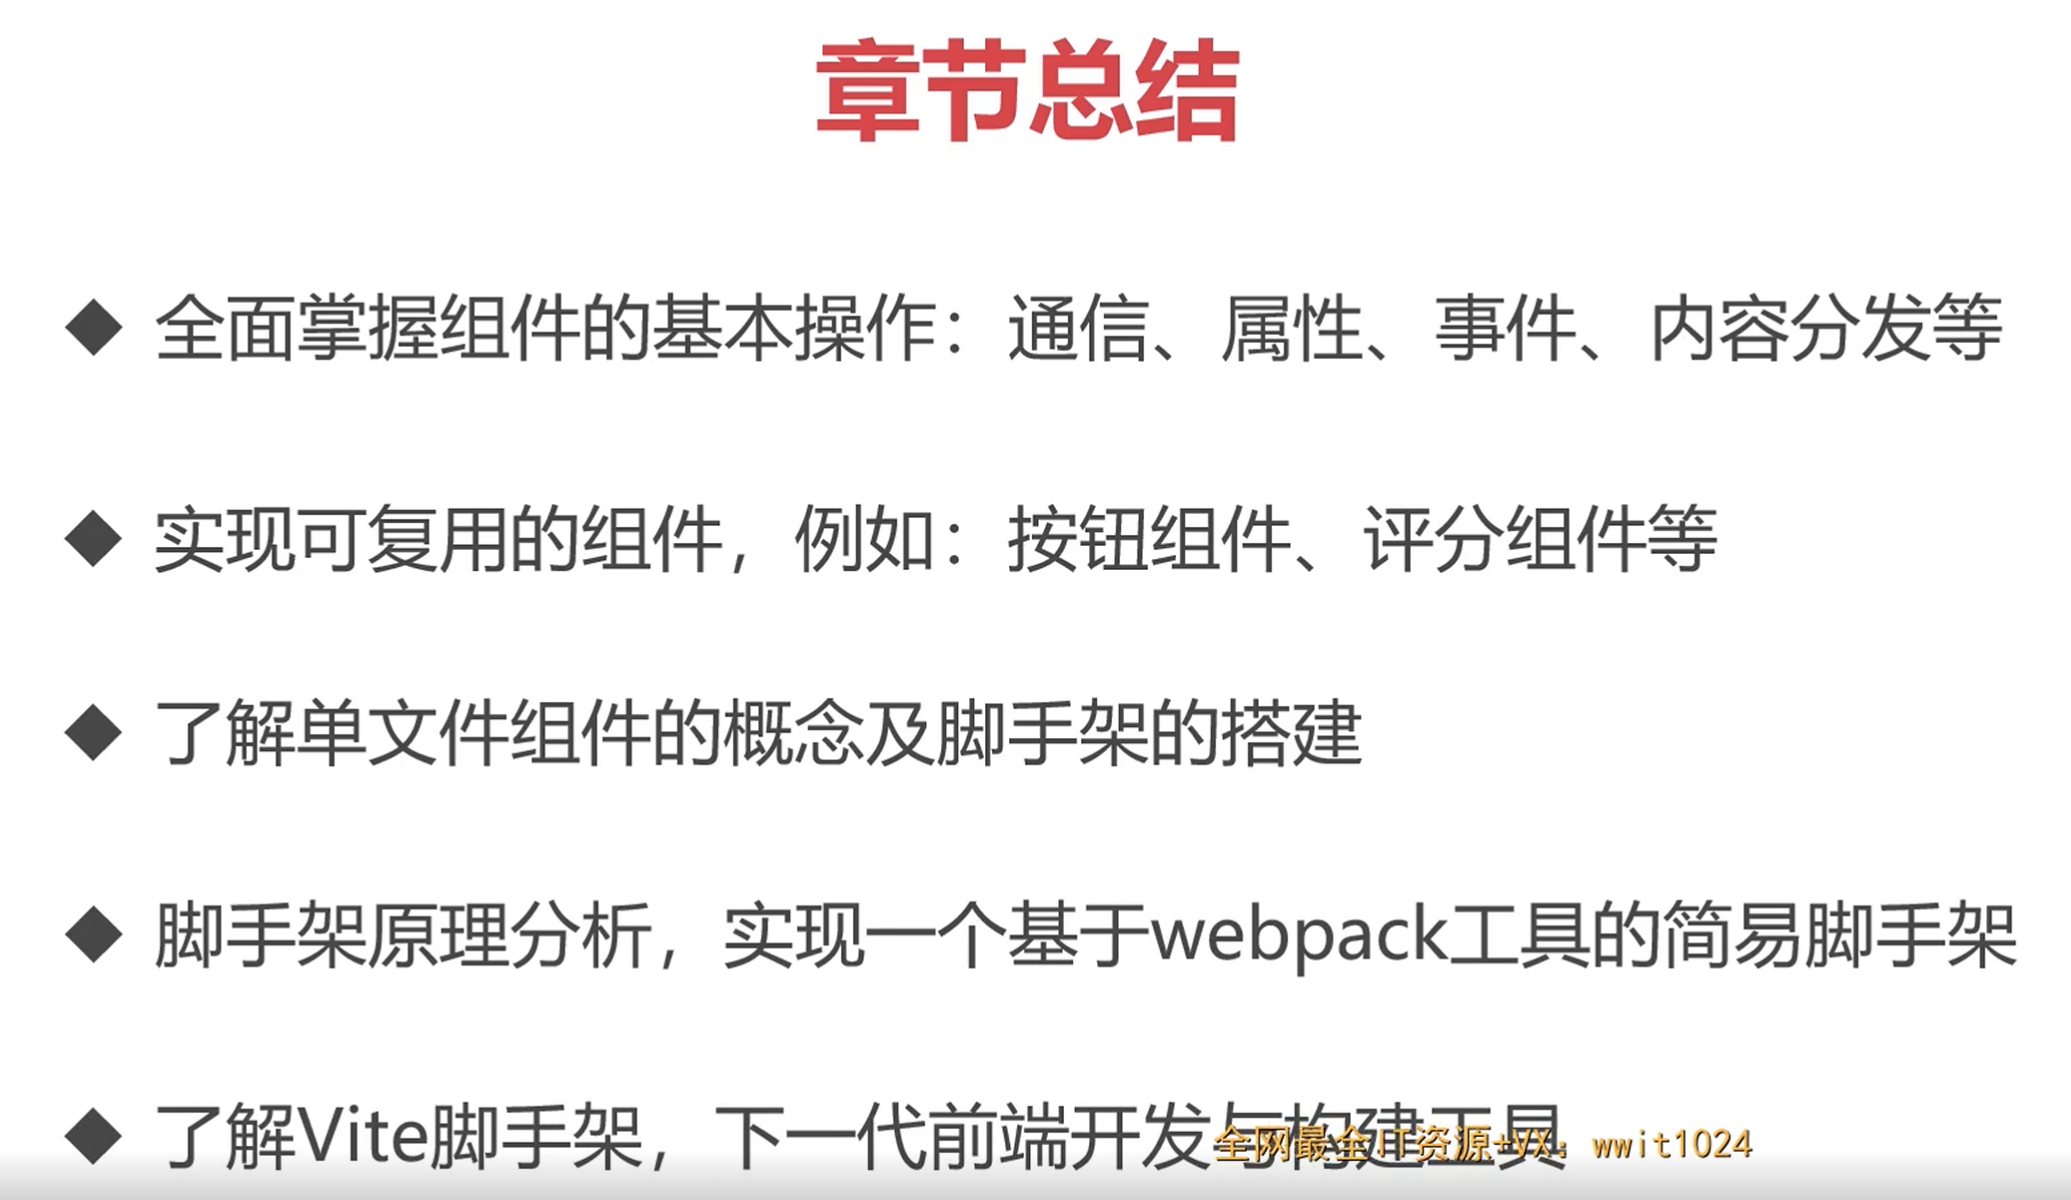 章节总结
◆ 全面掌握组件的基本操作：通信、属性、事件、内容分发等
◆ 实现可复用的组件，例如：按钮组件、评分组件等
◆ 了解单文件组件的概念及脚手架的搭建
◆ 脚手架原理分析，实现一个基于webpack工具的简易脚手架
◆ 了解Vite脚手架，下一代前端开发与构建工具
全网最全IT资源+VX：wwit1024